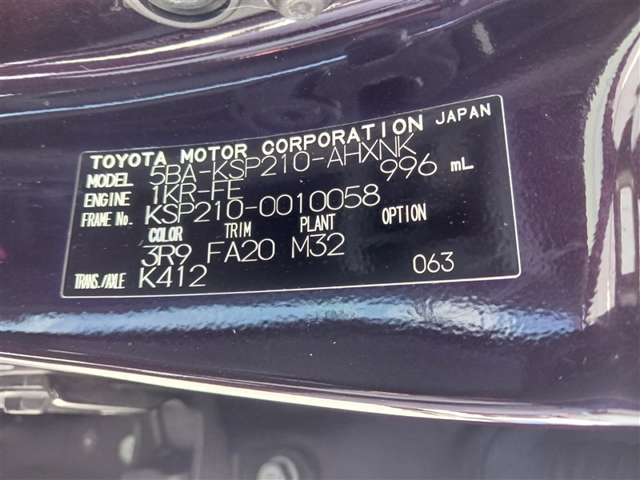 TOYOTA MOTOR CORPORATION JAPAN
MODEL 5BA-KSP210-AHXNK
ENGINE 1KR-FE 996 mL
FRAME No. KSP210-0010058
COLOR TRIM PLANT OPTION
3R9 FA20 M32
TRANS./AXLE K412 063